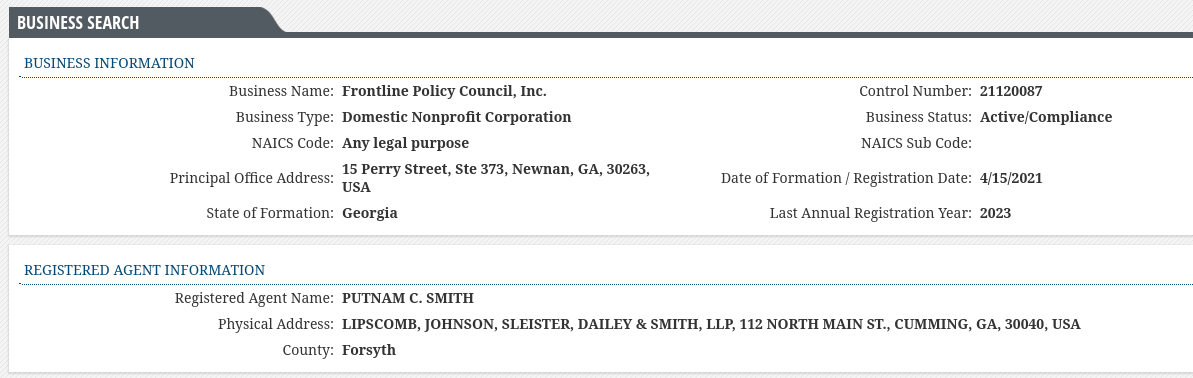 BUSINESS SEARCH
BUSINESS INFORMATION
Business Name: Frontline Policy Council, Inc. Control Number: 21120087
Business Type: Domestic Nonprofit Corporation Business Status: Active/Compliance
NAICS Code: Any legal purpose NAICS Sub Code:
Principal Office Address: 15 Perry Street, Ste 373, Newnan, GA, 30263,
USA
Date of Formation / Registration Date: 4/15/2021
State of Formation: Georgia Last Annual Registration Year: 2023
REGISTERED AGENT INFORMATION
Registered Agent Name: PUTNAM C. SMITH
Physical Address: LIPSCOMB, JOHNSON, SLEISTER, DAILEY & SMITH, LLP, 112 NORTH MAIN ST., CUMMING, GA, 30040, USA
County: Forsyth